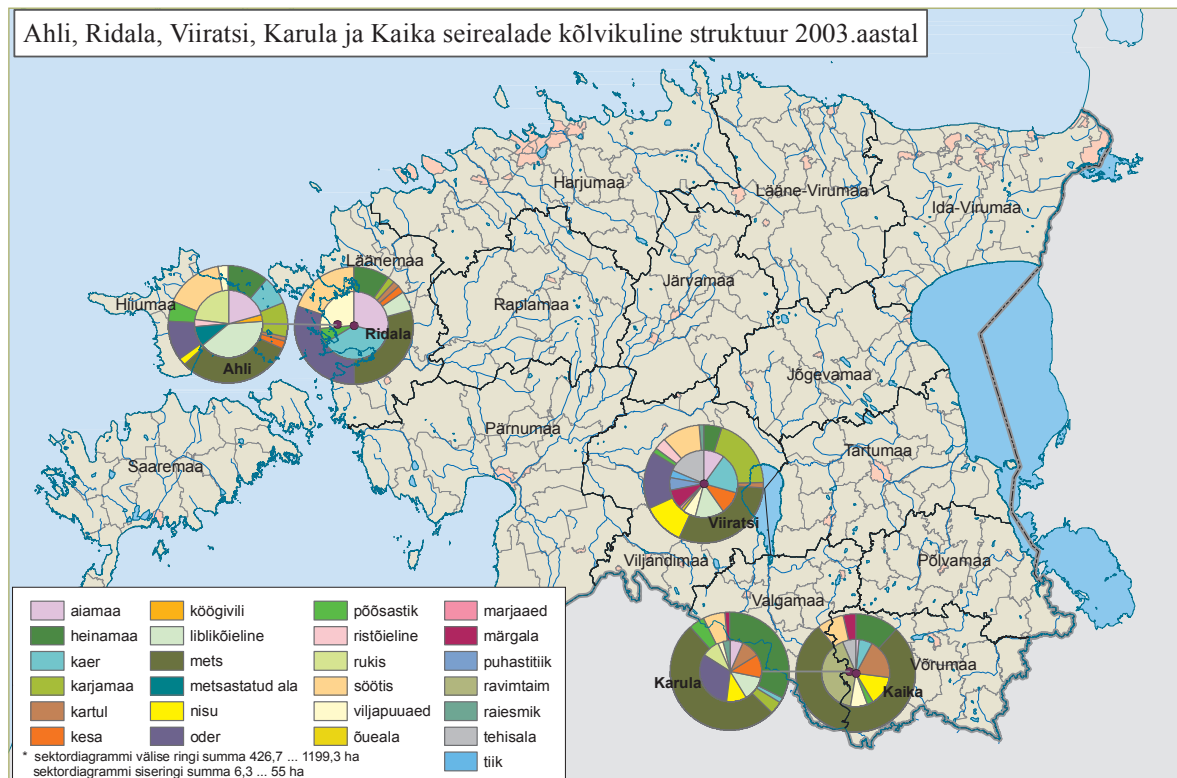 Ahli, Ridala, Viiratsi, Karula ja Kaika seirealade kõlvikuline struktuur 2003.aastal
Harjumaa
Lääne-Virumaa
Ida-Virumaa
Läänemaa
Hiiumaa
Raplamaa
Järvamaa
Ridala
Ahli
Jõgevamaa
Pärnumaa
Tartumaa
Saaremaa
Viiratsi
Viljandimaa
Põlvamaa
Valgamaa
Võrumaa
Karula
Kaika
aiamaa
heinamaa
kaer
karjamaa
kartul
kesa
köögivili
liblikõieline
mets
metsastatud ala
nisu
oder
põõsastik
ristõieline
rukis
söötis
viljapuuaed
õueala
marjaaed
märgala
puhastitiik
ravimtaim
raiesmik
tehisala
tiik
* sektordiagrammi välise ringi summa 426,7 ... 1199,3 ha
sektordiagrammi siseringi summa 6,3 ... 55 ha